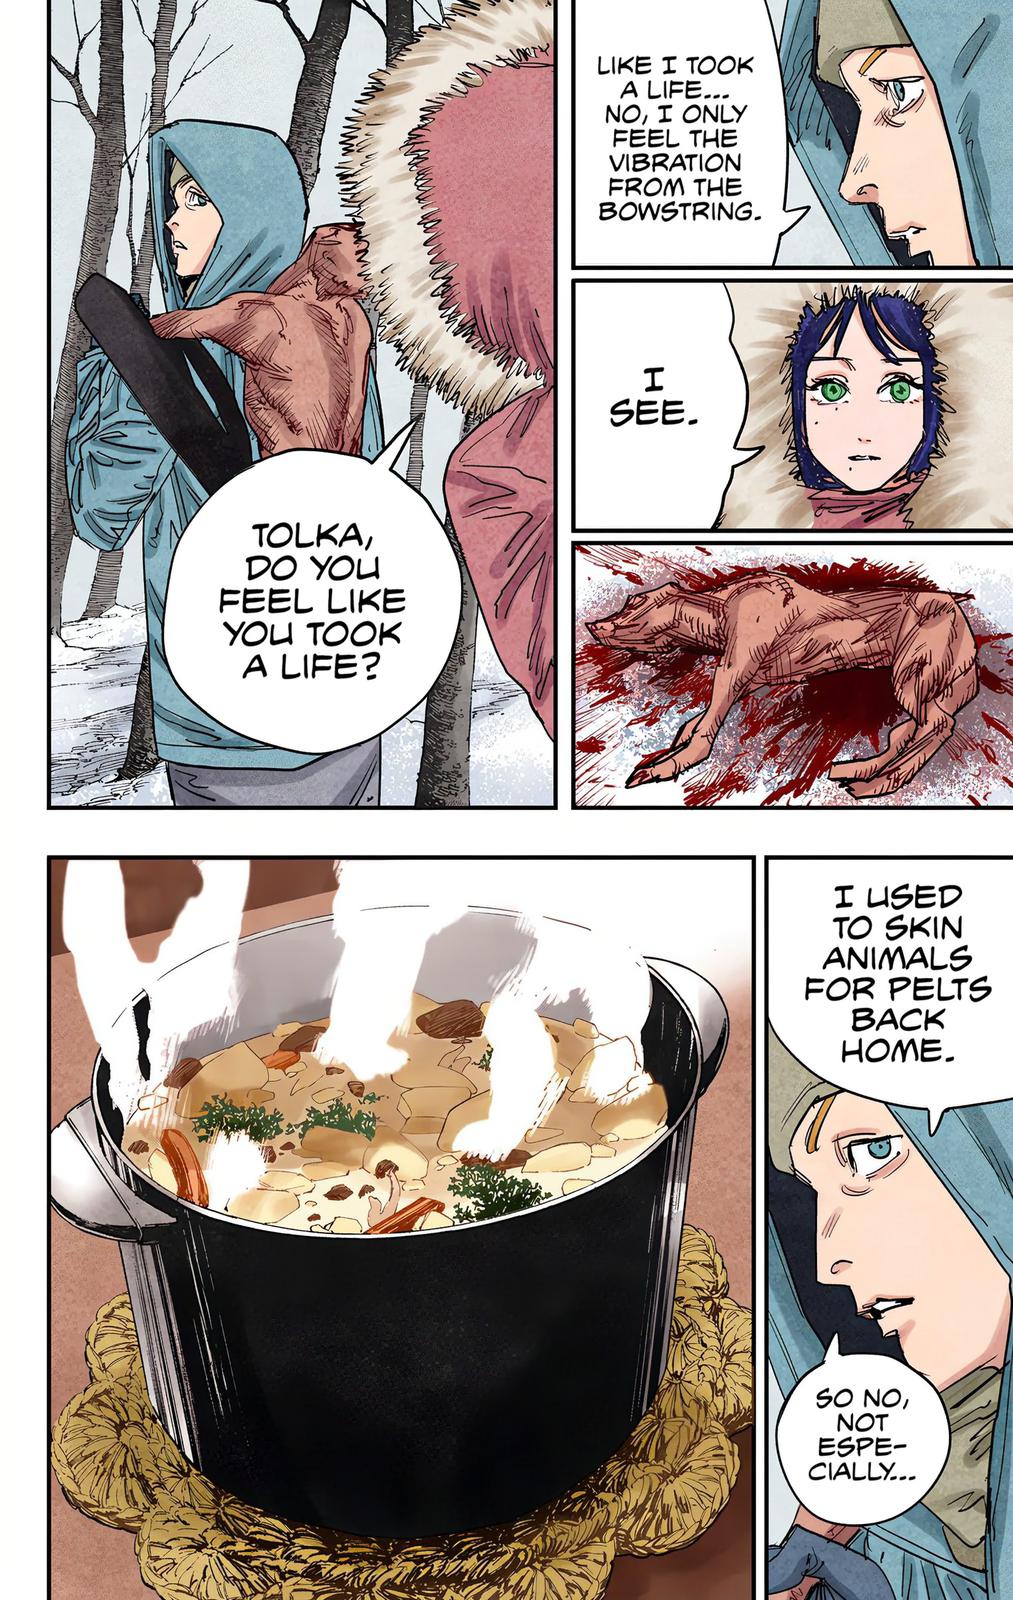 LIKE I TOOK
A LIFE...
NO, I ONLY
FEEL THE
VIBRATION
FROM THE
BOWSTRING.
I
SEE.
TOLKA,
DO YOU
FEEL LIKE
YOU TOOK
A LIFE?
I USED
TO SKIN
ANIMALS
FOR PELTS
BACK
HOME.
SO NO,
NOT
ESPE-
CIALLY...